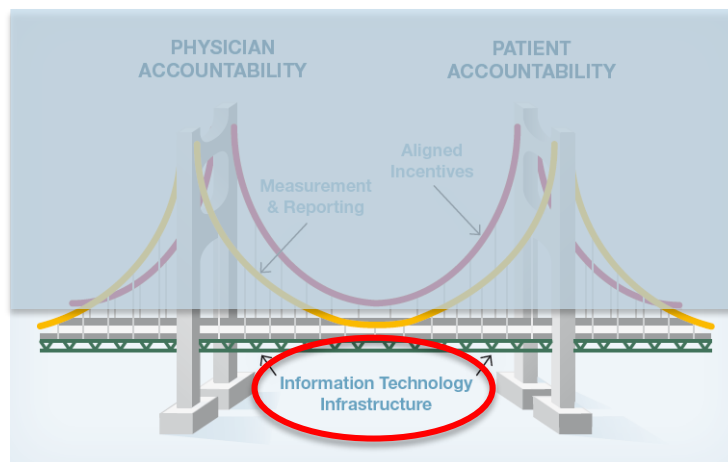 PHYSICIAN
ACCOUNTABILITY
PATIENT
ACCOUNTABILITY
Aligned
Incentives
Measurement
& Reporting
Information Technology
Infrastructure